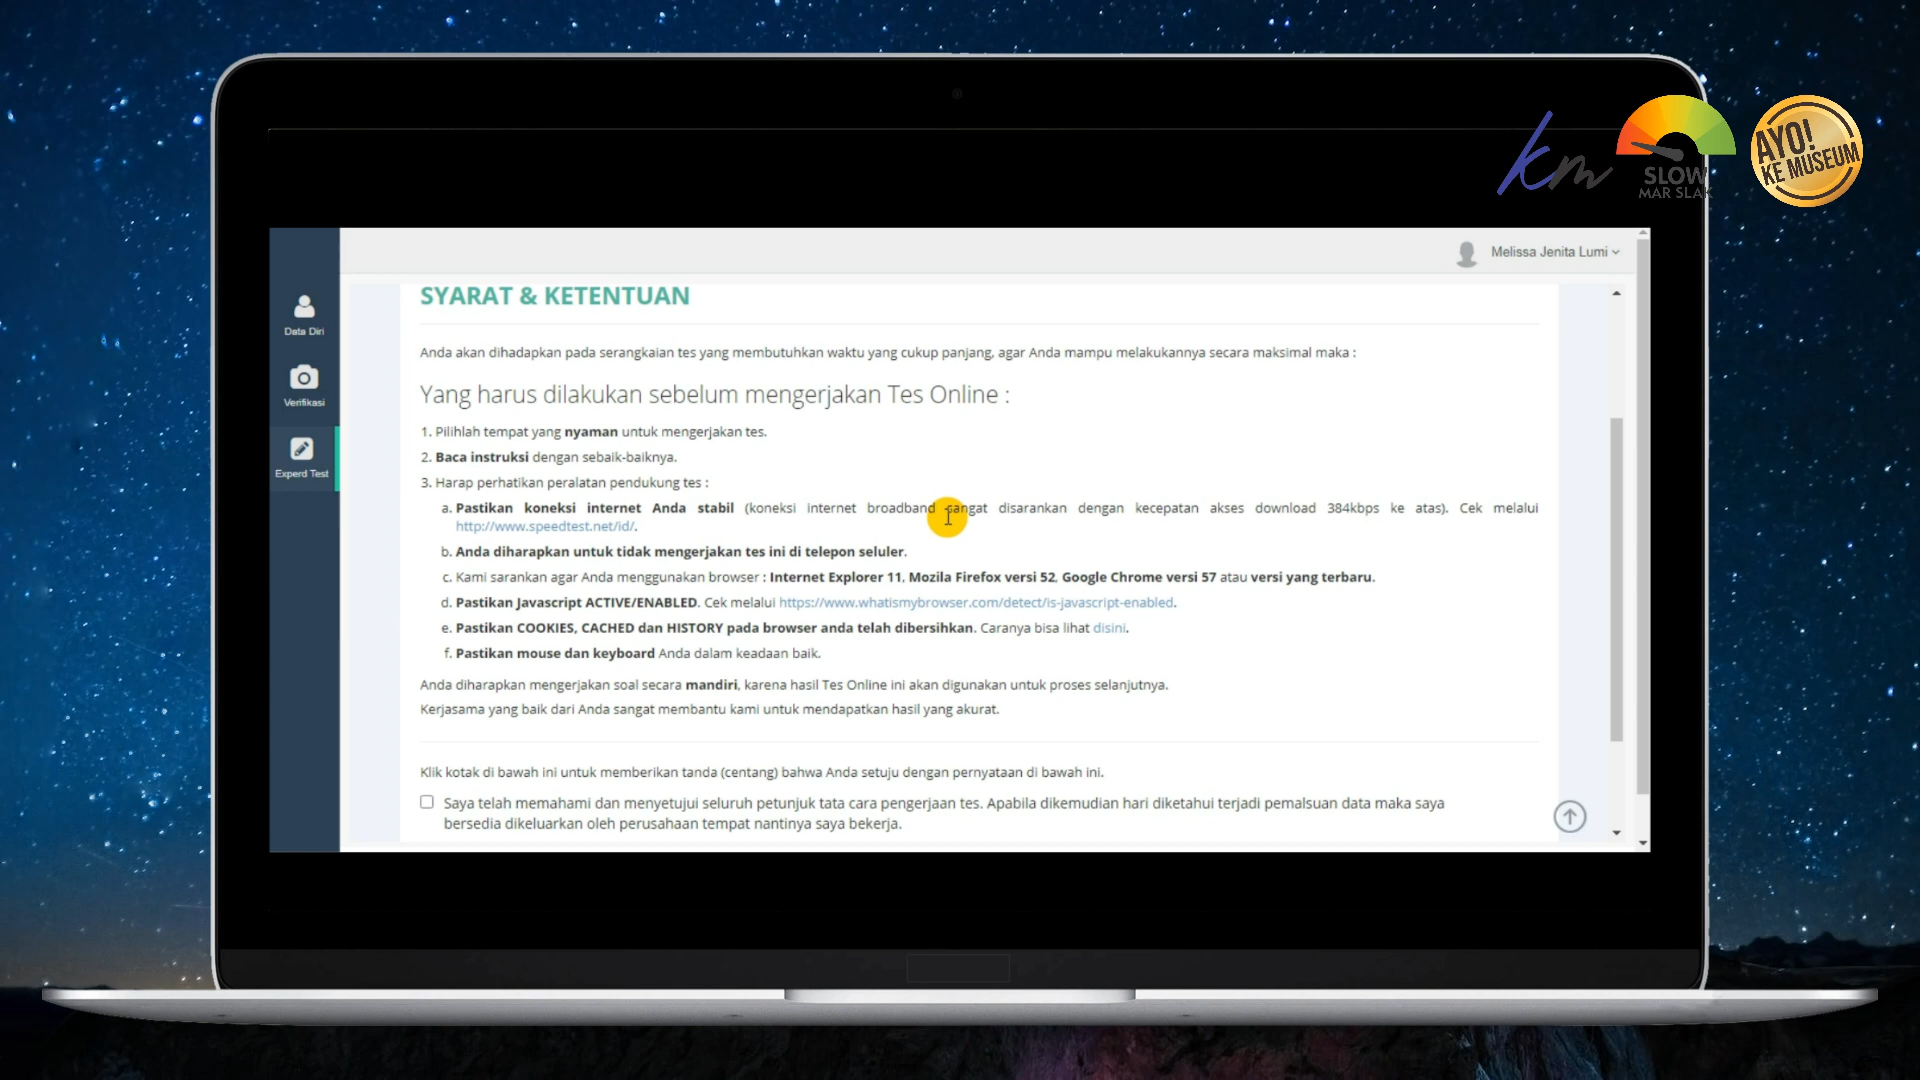 km
SLOW
MAR SLAK
AYO!
KE MUSEUM
Melissa Jenita Lumi
Data Diri
Verifikasi
Experd Test
SYARAT & KETENTUAN
Anda akan dihadapkan pada serangkaian tes yang membutuhkan waktu yang cukup panjang, agar Anda mampu melakukannya secara maksimal maka :
Yang harus dilakukan sebelum mengerjakan Tes Online :
1. Pilihlah tempat yang nyaman untuk mengerjakan tes.
2. Baca instruksi dengan sebaik-baiknya.
3. Harap perhatikan peralatan pendukung tes :
a. Pastikan koneksi internet Anda stabil (koneksi internet broadband sangat disarankan dengan kecepatan akses download 384kbps ke atas). Cek melalui
http://www.speedtest.net/id/.
b. Anda diharapkan untuk tidak mengerjakan tes ini di telepon seluler.
c. Kami sarankan agar Anda menggunakan browser : Internet Explorer 11, Mozila Firefox versi 52, Google Chrome versi 57 atau versi yang terbaru.
d. Pastikan Javascript ACTIVE/ENABLED. Cek melalui https://www.whatismybrowser.com/detect/is-javascript-enabled.
e. Pastikan COOKIES, CACHED dan HISTORY pada browser anda telah dibersihkan. Caranya bisa lihat disini.
f. Pastikan mouse dan keyboard Anda dalam keadaan baik.
Anda diharapkan mengerjakan soal secara mandiri, karena hasil Tes Online ini akan digunakan untuk proses selanjutnya.
Kerjasama yang baik dari Anda sangat membantu kami untuk mendapatkan hasil yang akurat.
Klik kotak di bawah ini untuk memberikan tanda (centang) bahwa Anda setuju dengan pernyataan di bawah ini.
Saya telah memahami dan menyetujui seluruh petunjuk tata cara pengerjaan tes. Apabila dikemudian hari diketahui terjadi pemalsuan data maka saya
bersedia dikeluarkan oleh perusahaan tempat nantinya saya bekerja.